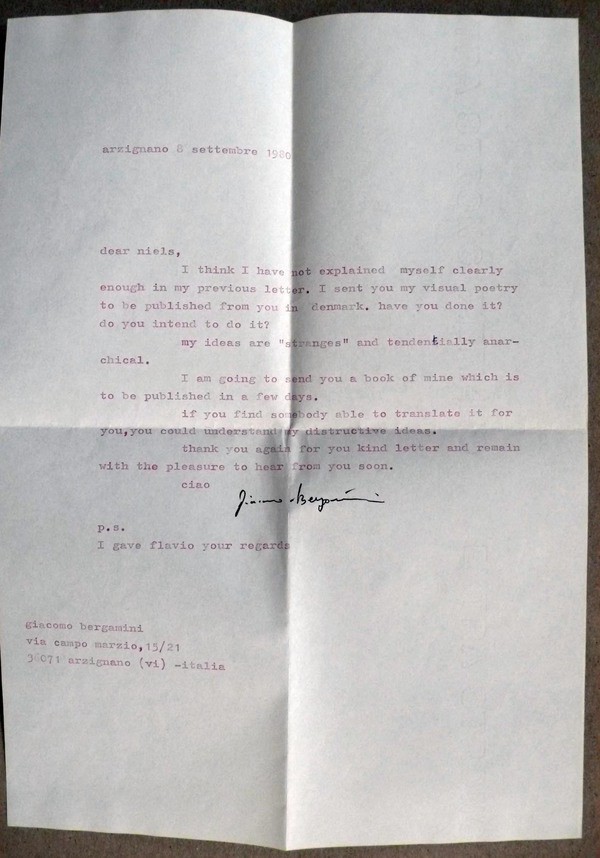 arzignano 8 settembre 1980
dear niels,
I think I have not explained myself clearly
enough in my previous letter. I sent you my visual poetry
to be published from you in denmark. have you done it?
do you intend to do it?
my ideas are "stranges" and tendentially anar-
chical.
I am going to send you a book of mine which is
to be published in a few days.
if you find somebody able to translate it for
you,you could understand my distructive ideas.
thank you again for you kind letter and remain
with the pleasure to hear from you soon.
ciao
Giacomo Bergamini
p.s.
I gave flavio your regards
giacomo bergamini
via campo marzio,15/21
36071 arzignano (vi) -italia